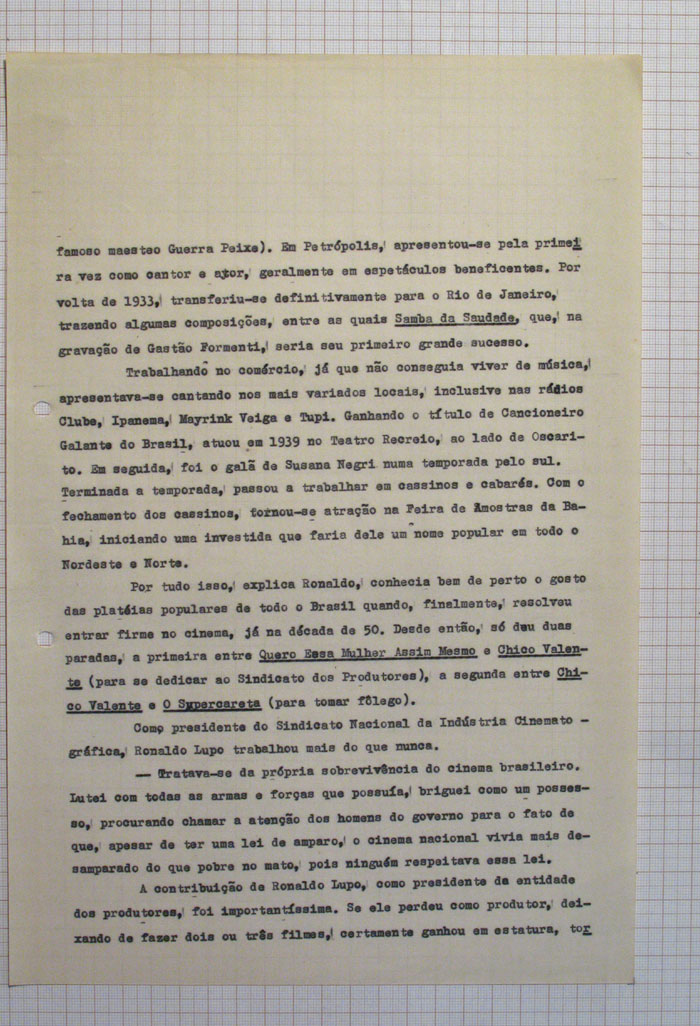 famoso maesteo Guerra Peixe). Em Petrópolis, apresentou-se pela primei
ra vez como cantor e ator, geralmente em espetáculos beneficentes. Por
volta de 1933, transferiu-se definitivamente para o Rio de Janeiro,
trazendo algumas composições, entre as quais Samba da Saudade, que, na
gravação de Gastão Formenti, seria seu primeiro grande sucesso.
Trabalhando no comércio, já que não conseguia viver de música,
apresentava-se cantando nos mais variados locais, inclusive nas rádios
Clube, Ipanema, Mayrink Veiga e Tupi. Ganhando o título de Cancioneiro
Galante do Brasil, atuou em 1939 no Teatro Recreio, ao lado de Oscari-
to. Em seguida, foi o galã de Susana Negri numa temporada pelo sul.
Terminada a temporada, passou a trabalhar em cassinos e cabarés. Com o
fechamento dos cassinos, tornou-se atração na Feira de Amostras da Ba-
hia, iniciando uma investida que faria dele um nome popular em todo o
Nordeste e Norte.
Por tudo isso, explica Ronaldo, conhecia bem de perto o gosto
das platéias populares de todo o Brasil quando, finalmente, resolveu
entrar firme no cinema, já na década de 50. Desde então, só deu duas
paradas, a primeira entre Quero Essa Mulher Assim Mesmo e Chico Valen-
te (para se dedicar ao Sindicato dos Produtores), a segunda entre Chi-
co Valente e O Supercareta (para tomar fôlego).
Como presidente do Sindicato Nacional da Indústria Cinemato -
gráfica, Ronaldo Lupo trabalhou mais do que nunca.
— Tratava-se da própria sobrevivência do cinema brasileiro.
Lutei com todas as armas e forças que possuía, briguei como um posses-
so, procurando chamar a atenção dos homens do governo para o fato de
que, apesar de ter uma lei de amparo, o cinema nacional vivia mais de-
samparado do que pobre no mato, pois ninguém respeitava essa lei.
A contribuição de Ronaldo Lupo, como presidente da entidade
dos produtores, foi importantíssima. Se ele perdeu como produtor, dei-
xando de fazer dois ou três filmes, certamente ganhou em estatura, tor